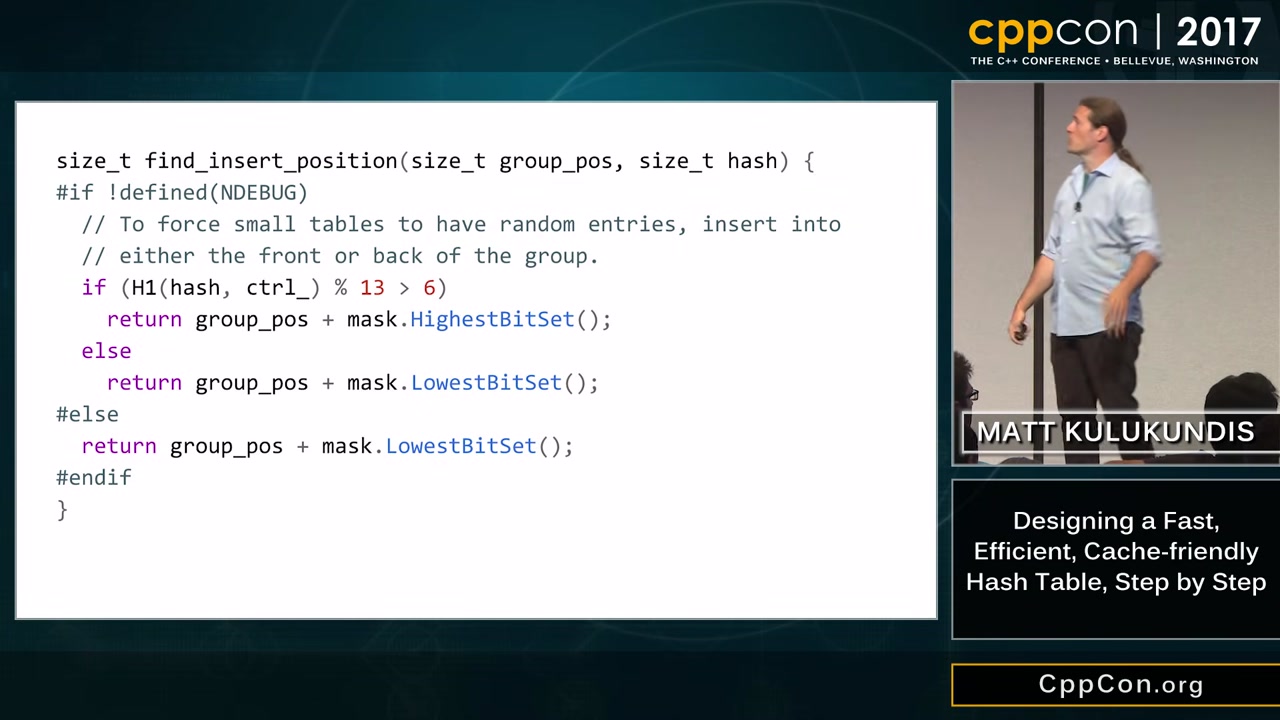 cppcon | 2017
THE C++ CONFERENCE • BELLEVUE, WASHINGTON
size_t find_insert_position(size_t group_pos, size_t hash) {
#if !defined(NDEBUG)
  // To force small tables to have random entries, insert into
  // either the front or back of the group.
  if (H1(hash, ctrl_) % 13 > 6)
    return group_pos + mask.HighestBitSet();
  else
    return group_pos + mask.LowestBitSet();
#else
  return group_pos + mask.LowestBitSet();
#endif
}
MATT KULUKUNDIS
Designing a Fast,
Efficient, Cache-friendly
Hash Table, Step by Step
CppCon.org